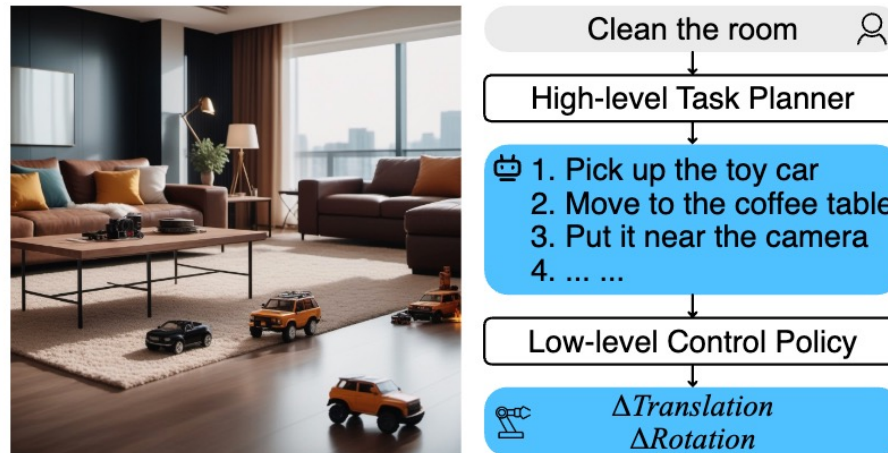 Clean the room
High-level Task Planner
1. Pick up the toy car
2. Move to the coffee table
3. Put it near the camera
4. ... ...
Low-level Control Policy
ΔTranslation
ΔRotation